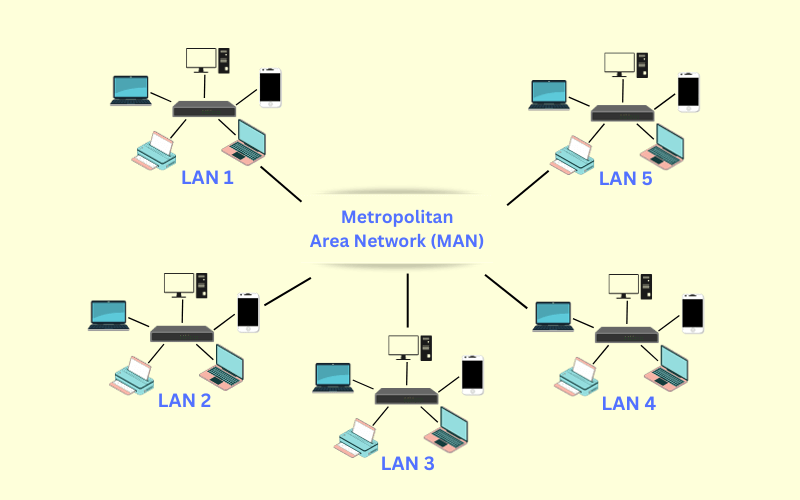 LAN 1
LAN 5
Metropolitan
Area Network (MAN)
LAN 2
LAN 4
LAN 3